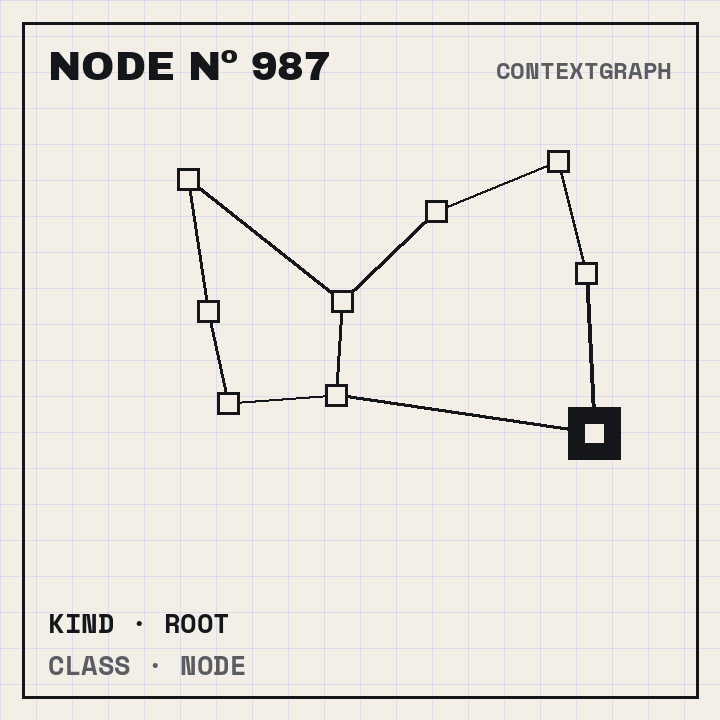 NODE Nº 987
CONTEXTGRAPH
KIND · ROOT
CLASS · NODE